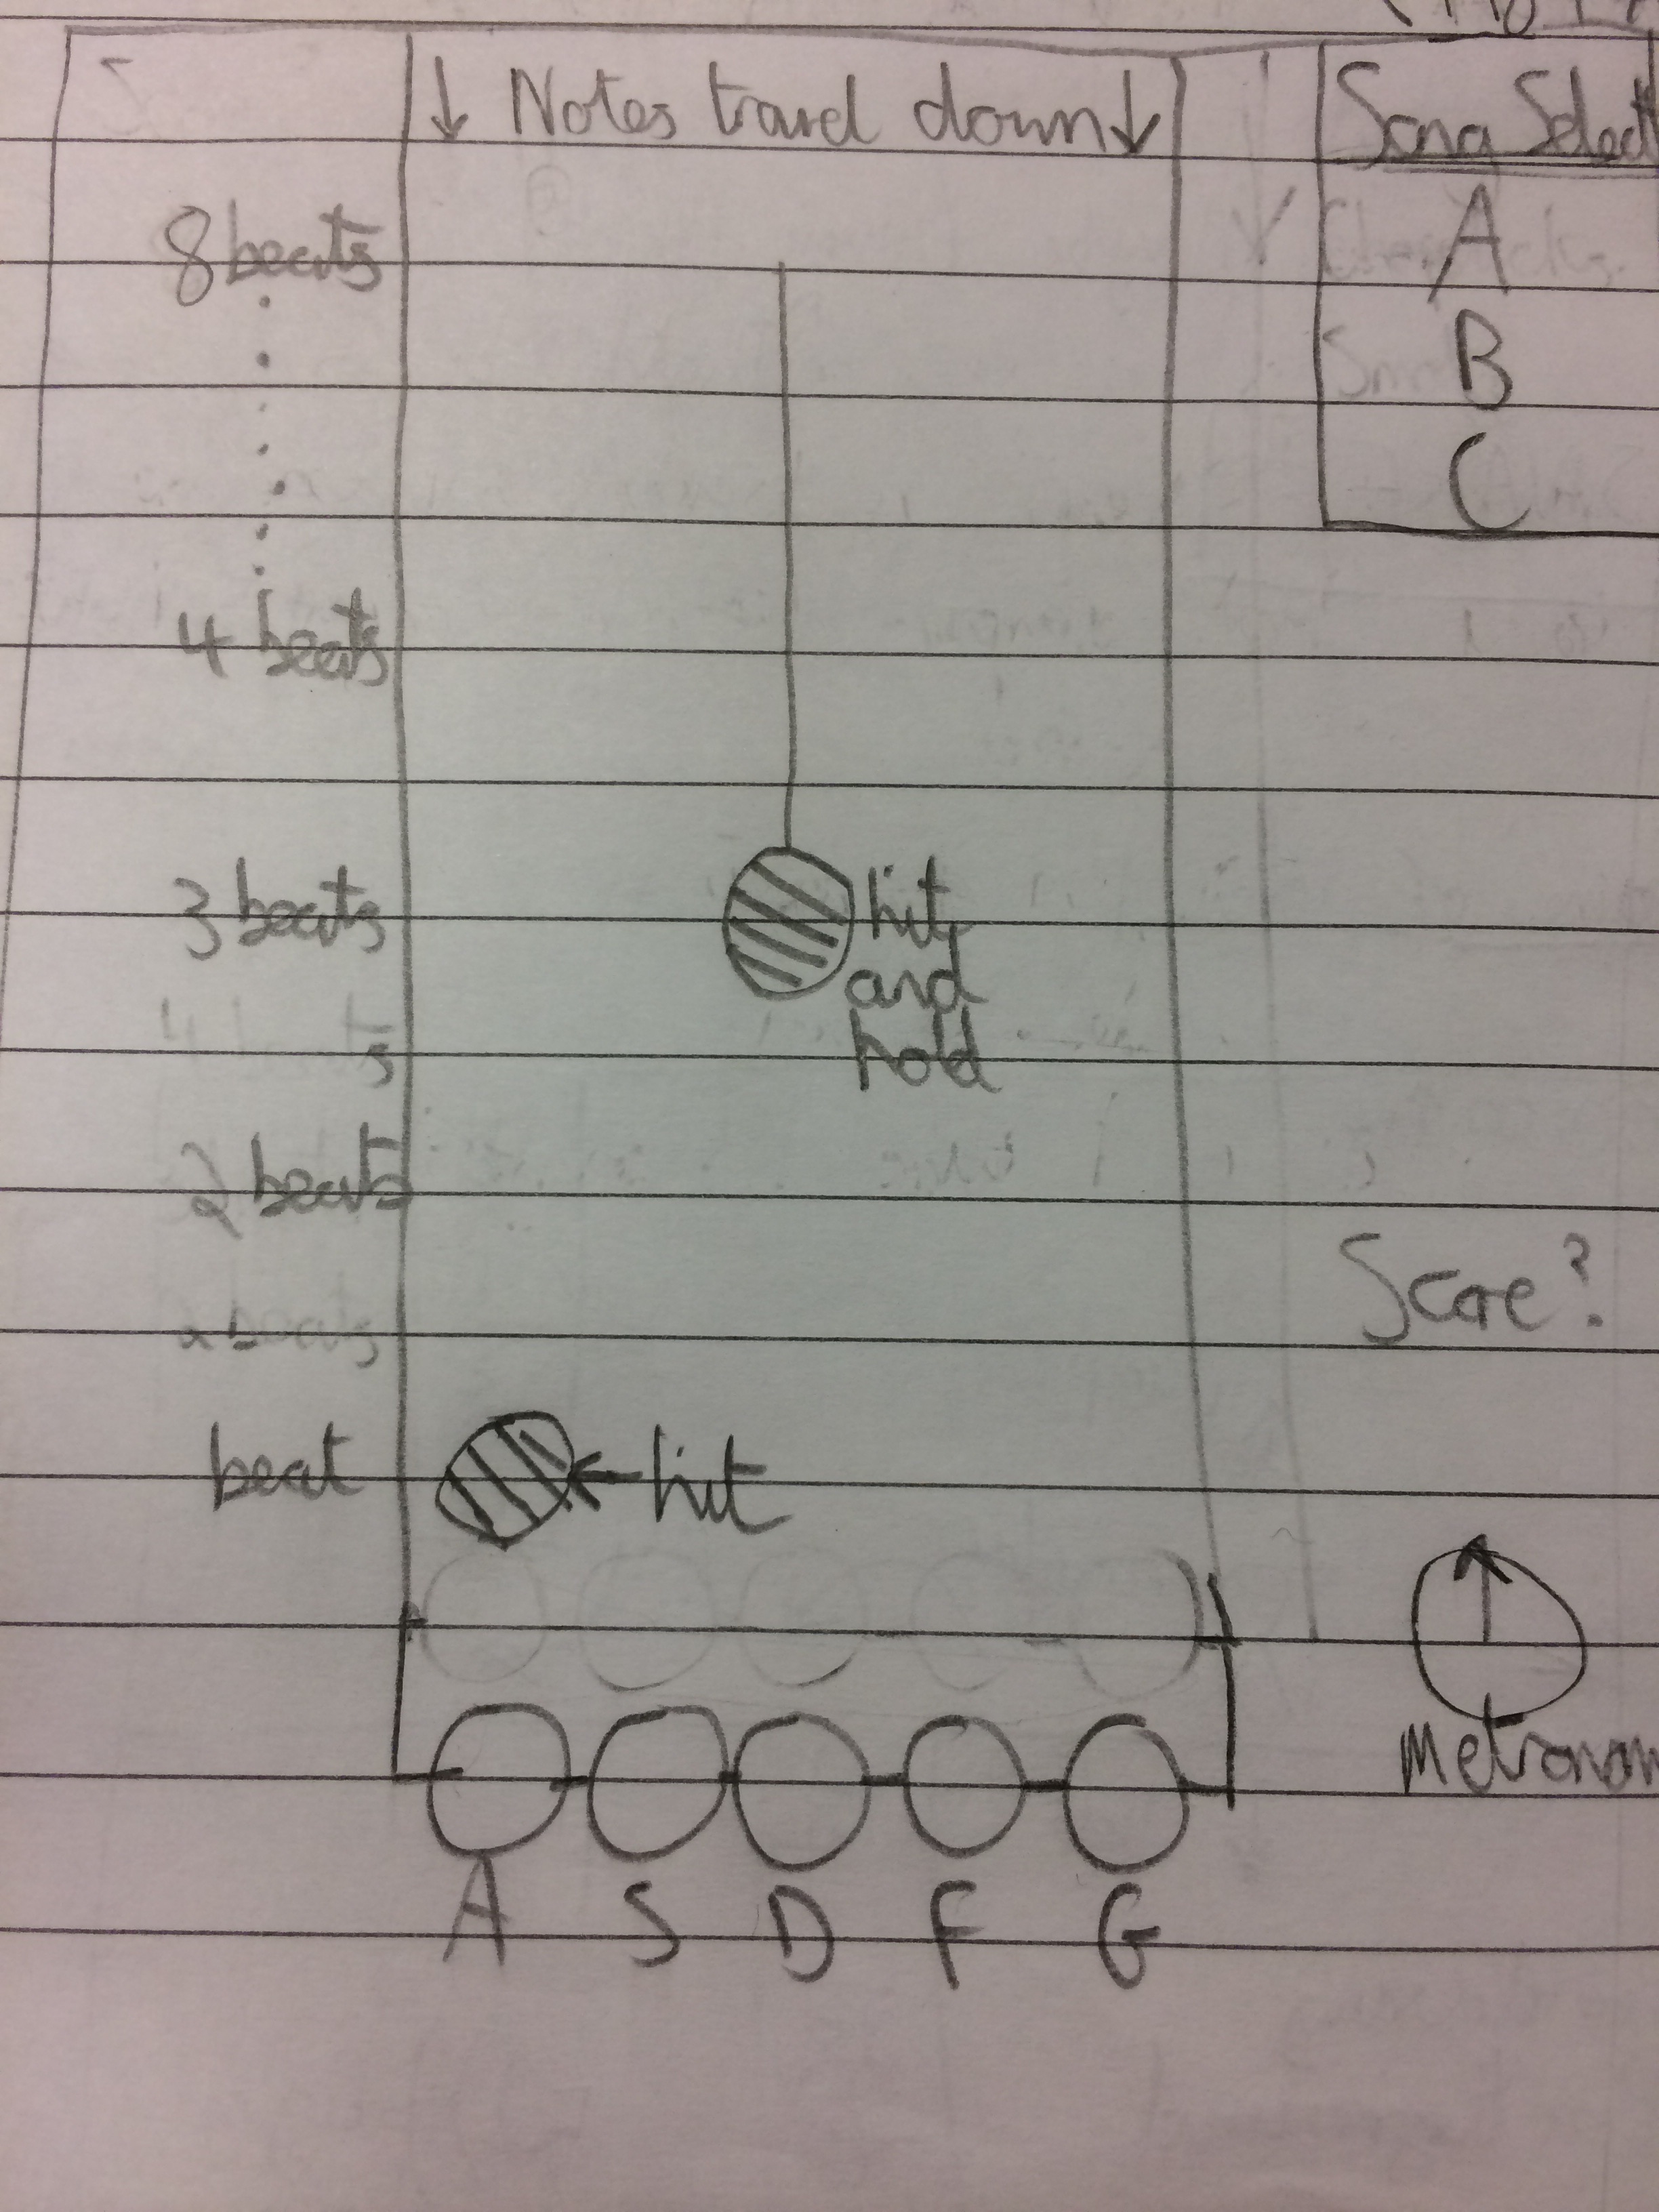 ↓ Notes travel down ↓
Song Select
A
B
C
8 beats
4 beats
3 beats
hit
and
hold
2 beats
Score?
beat
← hit
Metronom
A S D F G